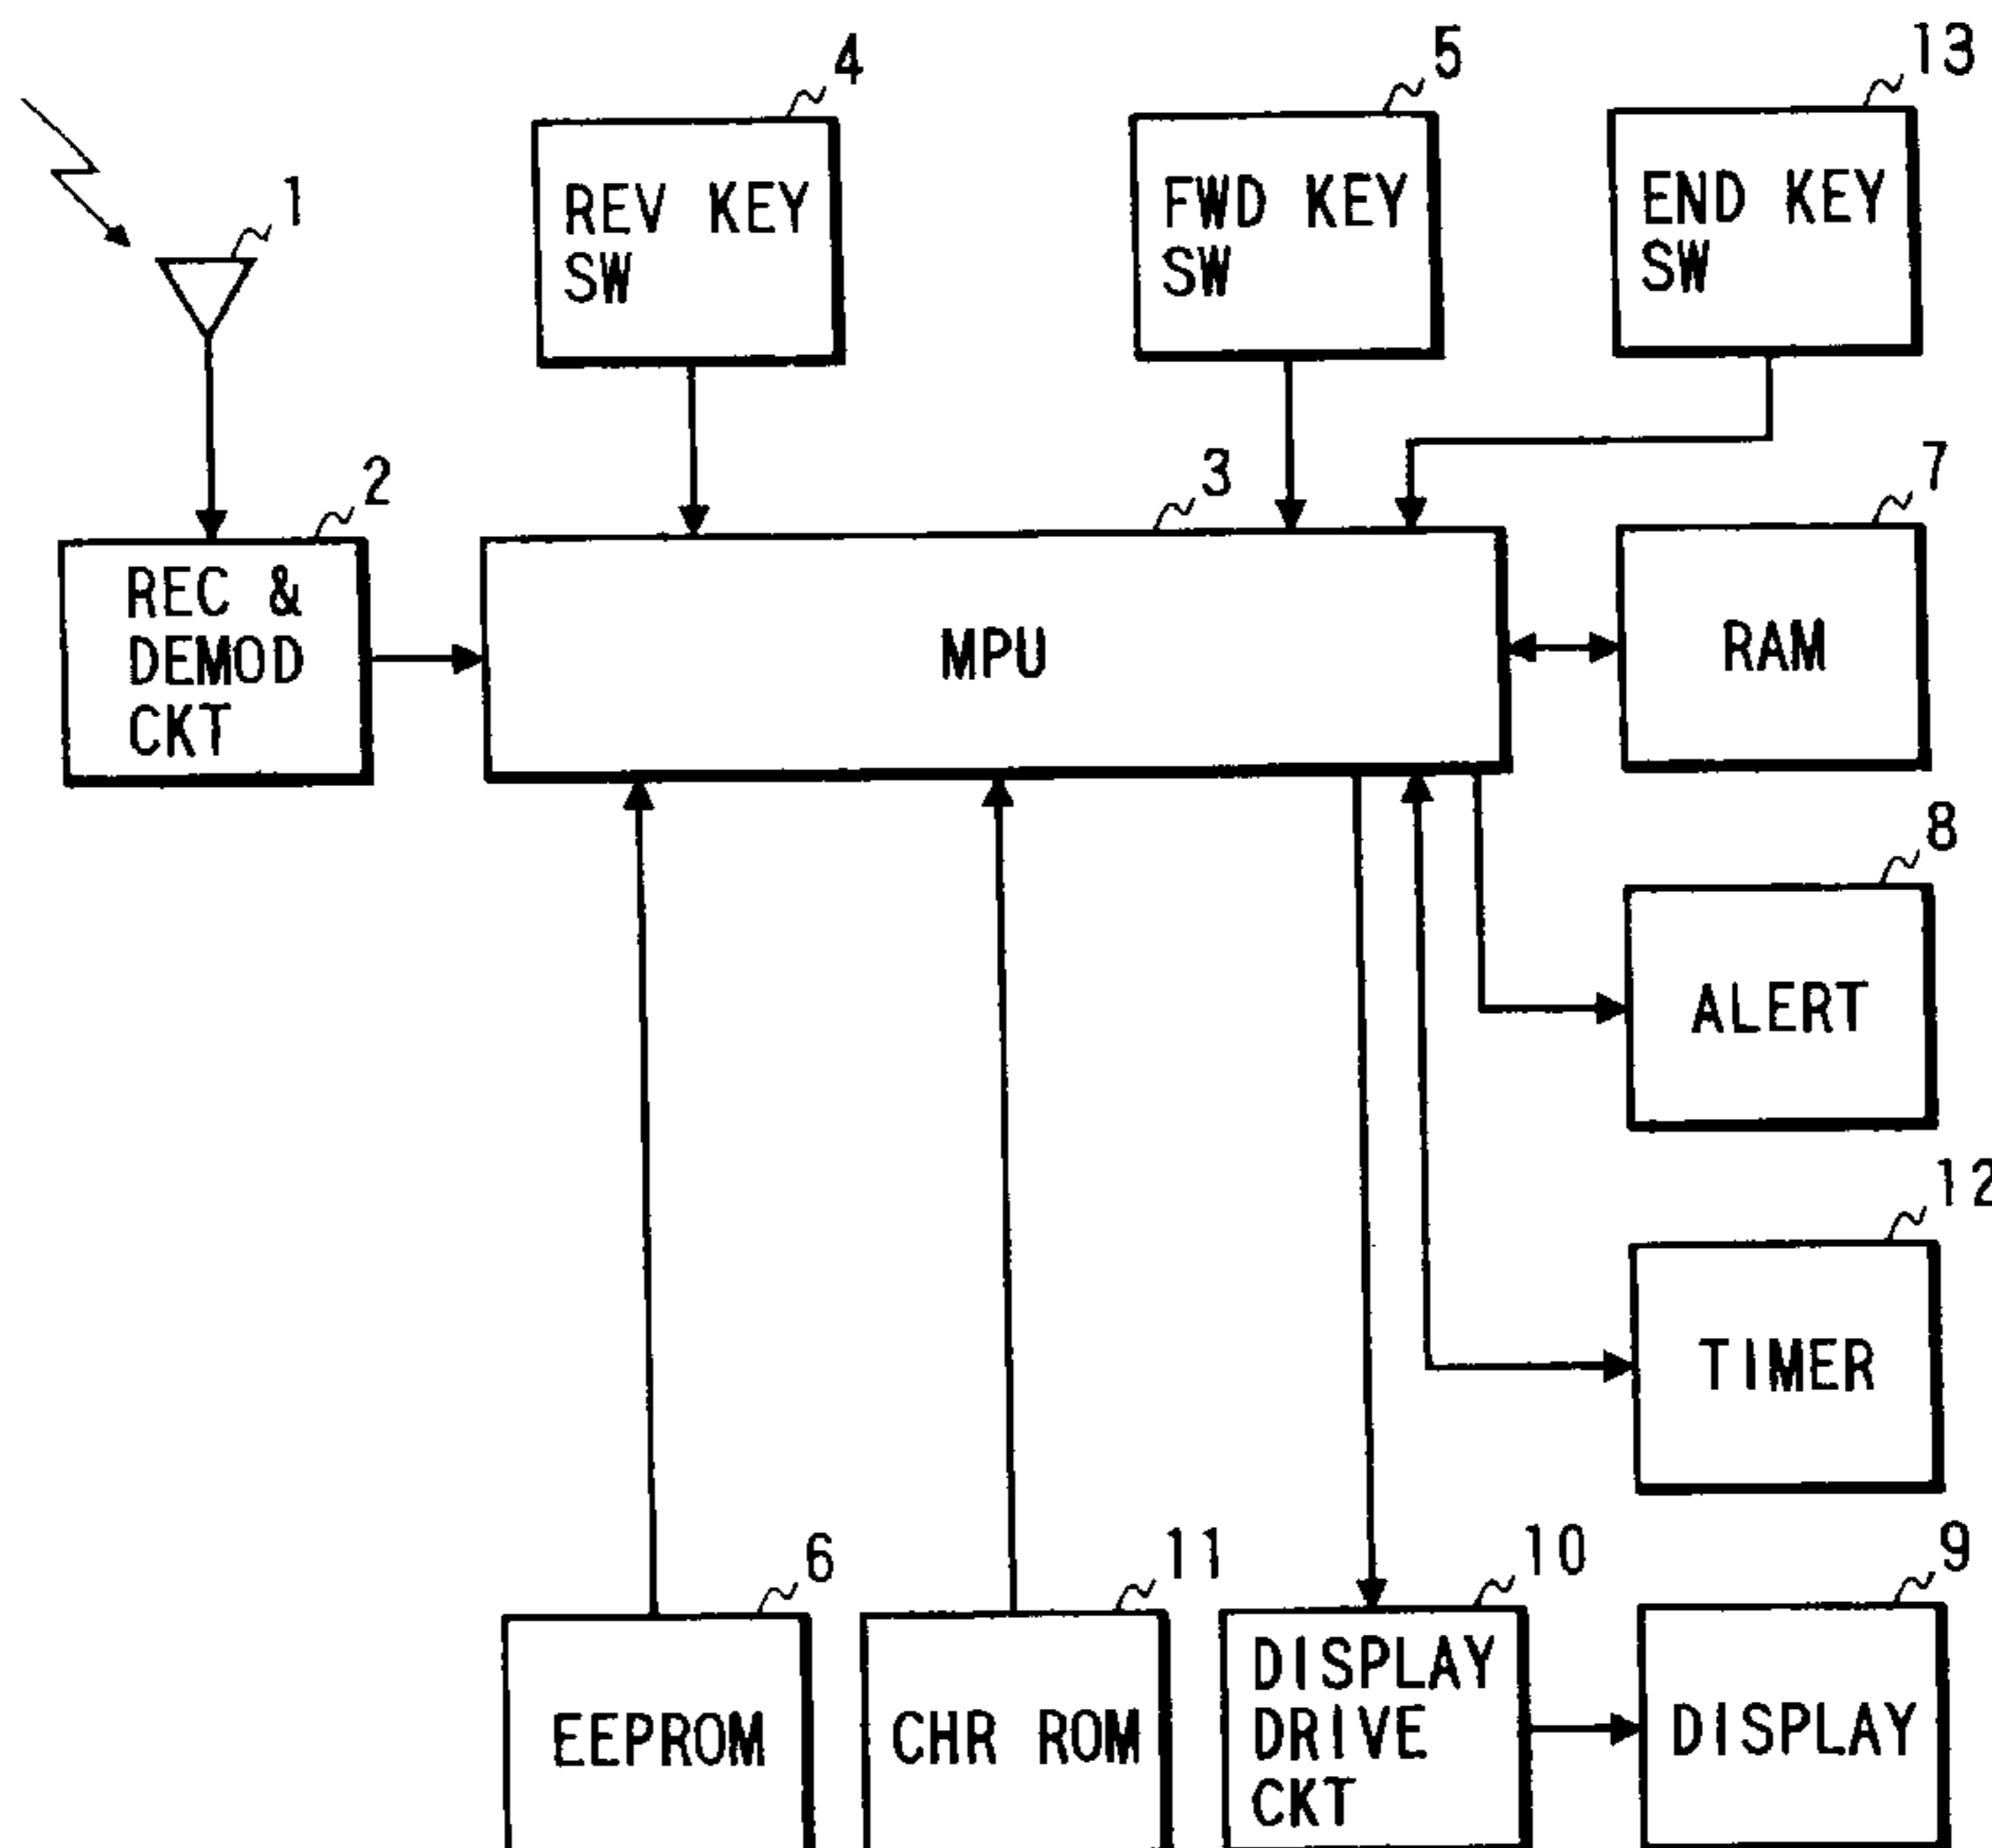 4
5
13
1
REV KEY
SW
FWD KEY
SW
END KEY
SW
2
3
7
REC &
DEMOD
CKT
MPU
RAM
8
ALERT
12
TIMER
6
11
10
9
EEPROM
CHR ROM
DISPLAY
DRIVE
CKT
DISPLAY